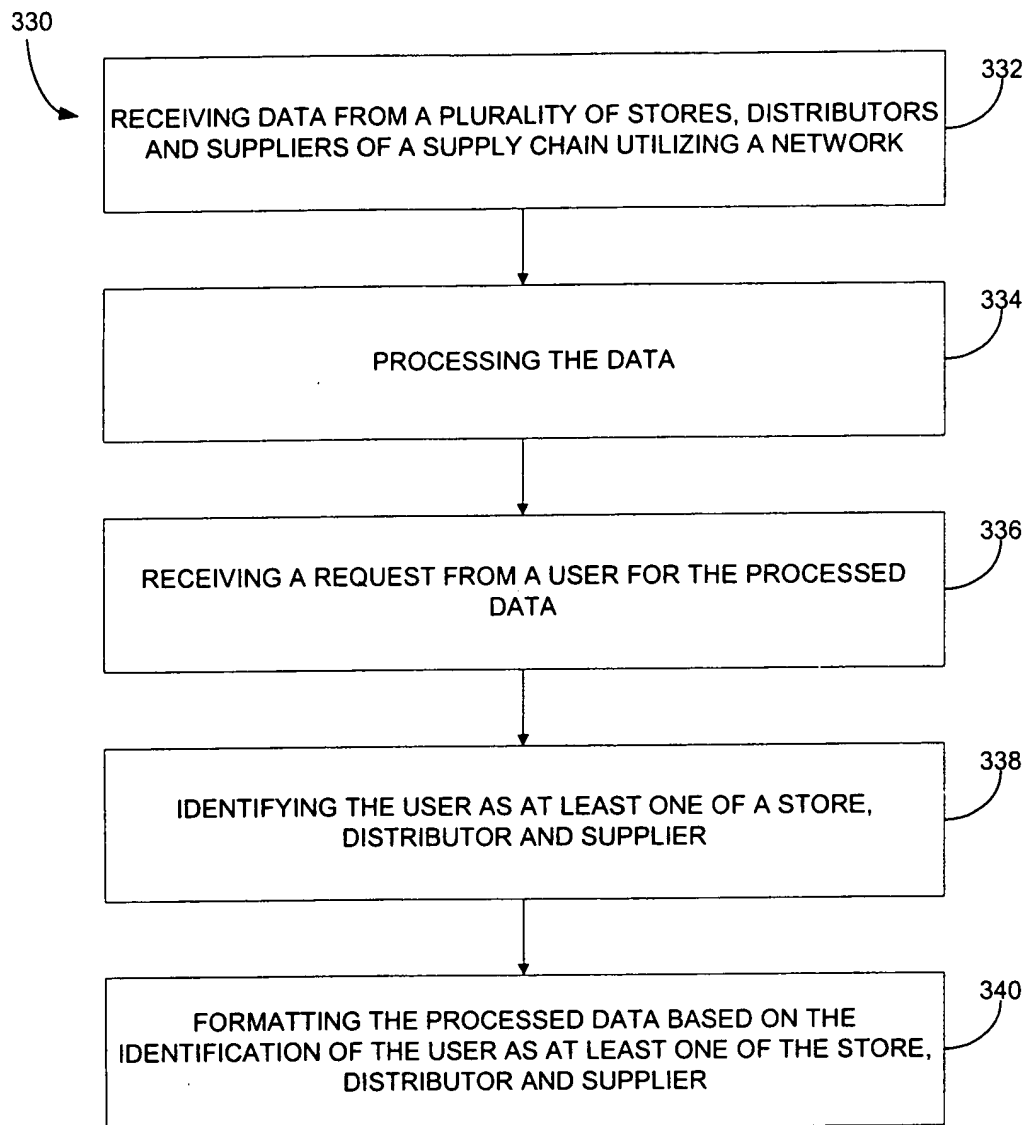 330
332
RECEIVING DATA FROM A PLURALITY OF STORES, DISTRIBUTORS
AND SUPPLIERS OF A SUPPLY CHAIN UTILIZING A NETWORK
334
PROCESSING THE DATA
336
RECEIVING A REQUEST FROM A USER FOR THE PROCESSED
DATA
338
IDENTIFYING THE USER AS AT LEAST ONE OF A STORE,
DISTRIBUTOR AND SUPPLIER
340
FORMATTING THE PROCESSED DATA BASED ON THE
IDENTIFICATION OF THE USER AS AT LEAST ONE OF THE STORE,
DISTRIBUTOR AND SUPPLIER